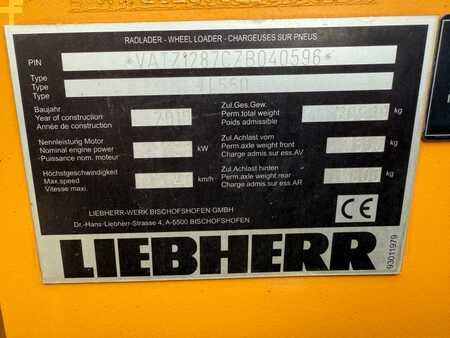 RADLADER - WHEEL LOADER - CHARGEUSES SUR PNEUS
PIN *VATZ1287CZB040596*
Type
Type L550
Type
Baujahr
Year of construction
Année de construction
Nennleistung Motor
Nominal engine power kW
Puissance nom. moteur
Höchstgeschwindigkeit
Max.speed km/h
Vitesse maxi.
Zul.Ges.Gew.
Perm.total weight kg
Poids admissible
Zul.Achlast vorn
Perm.axle weight front kg
Charge admis.sur ess.AV
Zul.Achlast hinten
Perm.axle weight rear kg
Charge admis.sur ess.AR
LIEBHERR-WERK BISCHOFSHOFEN GMBH
Dr.-Hans-Liebherr-Strasse 4, A-5500 BISCHOFSHOFEN
CE
LIEBHERR
93011979